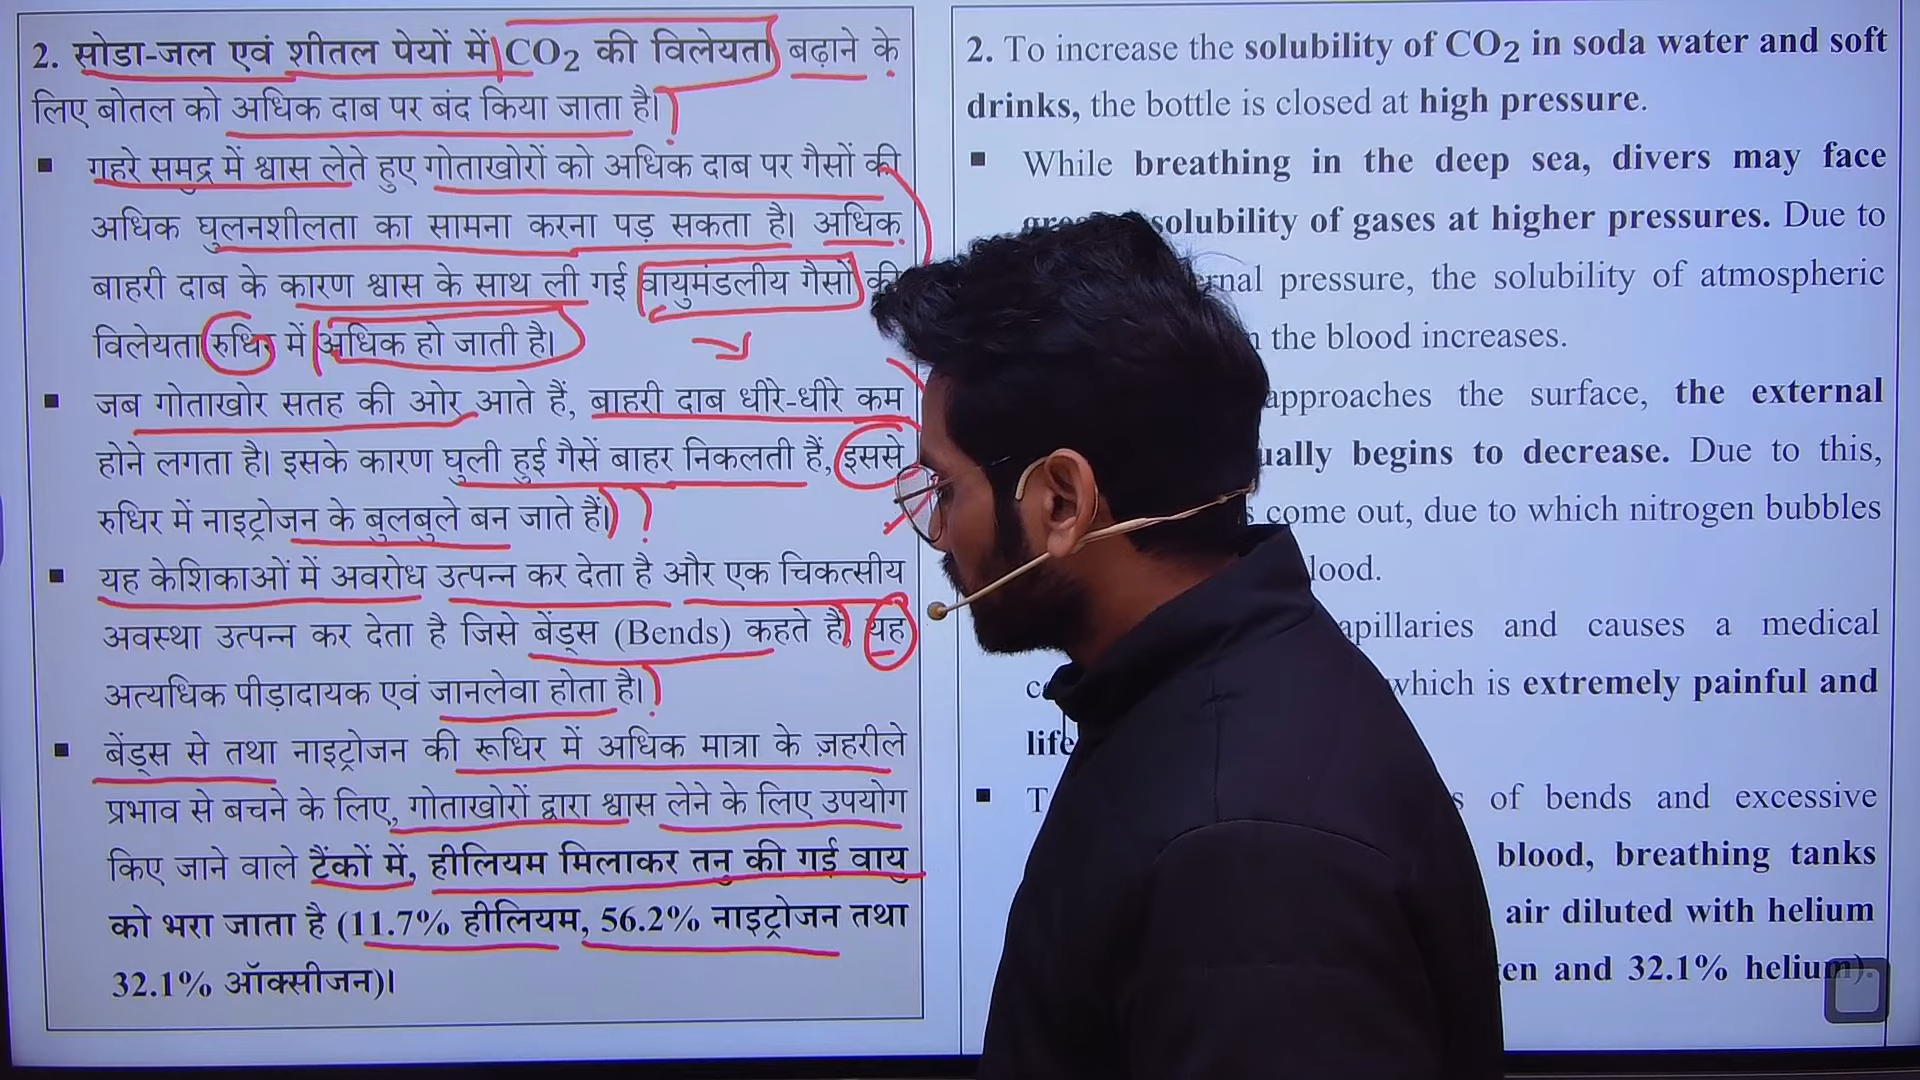 2. सोडा-जल एवं शीतल पेयों में CO₂ की विलेयता बढ़ाने के
लिए बोतल को अधिक दाब पर बंद किया जाता है।
▪ गहरे समुद्र में श्वास लेते हुए गोताखोरों को अधिक दाब पर गैसों की
अधिक घुलनशीलता का सामना करना पड़ सकता है। अधिक
बाहरी दाब के कारण श्वास के साथ ली गई वायुमंडलीय गैसों की
विलेयता रुधिर में अधिक हो जाती है।
▪ जब गोताखोर सतह की ओर आते हैं, बाहरी दाब धीरे-धीरे कम
होने लगता है। इसके कारण घुली हुई गैसें बाहर निकलती हैं, इससे
रुधिर में नाइट्रोजन के बुलबुले बन जाते हैं।
▪ यह केशिकाओं में अवरोध उत्पन्न कर देता है और एक चिकत्सीय
अवस्था उत्पन्न कर देता है जिसे बेंड्स (Bends) कहते है, यह
अत्यधिक पीड़ादायक एवं जानलेवा होता है।
▪ बेंड्स से तथा नाइट्रोजन की रूधिर में अधिक मात्रा के ज़हरीले
प्रभाव से बचने के लिए, गोताखोरों द्वारा श्वास लेने के लिए उपयोग
किए जाने वाले टैंकों में, हीलियम मिलाकर तनु की गई वायु
को भरा जाता है (11.7% हीलियम, 56.2% नाइट्रोजन तथा
32.1% ऑक्सीजन)।
2. To increase the solubility of CO₂ in soda water and soft
drinks, the bottle is closed at high pressure.
▪ While breathing in the deep sea, divers may face
solubility of gases at higher pressures. Due to
pressure, the solubility of atmospheric
the blood increases.
approaches the surface, the external
begins to decrease. Due to this,
come out, due to which nitrogen bubbles
▪
and causes a medical
which is extremely painful and
▪
of bends and excessive
blood, breathing tanks
air diluted with helium
and 32.1% helium).